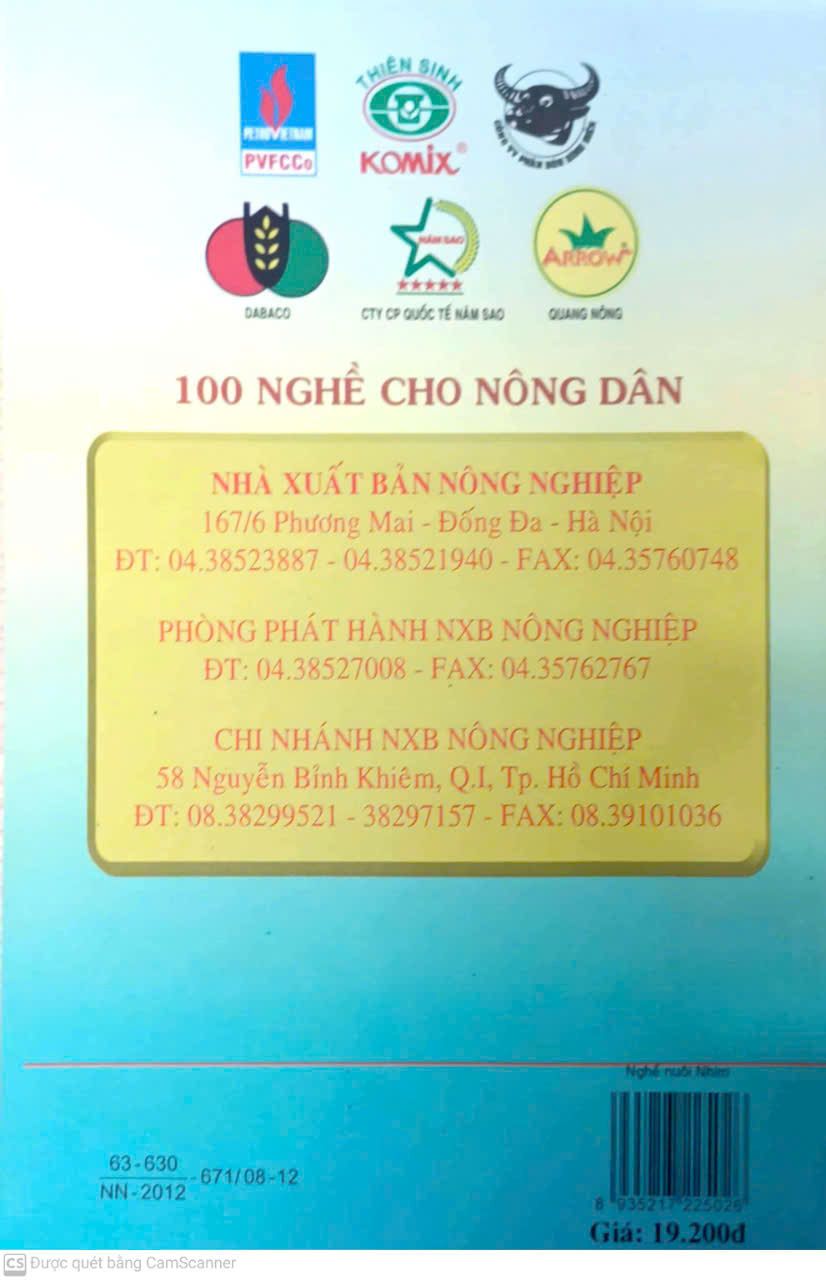 PETROVIETNAM
PVFCCo
THIÊN SINH
KOMIX®
CÔNG TY PHÂN BÓN
DABACO
NĂM SAO
CTY CP QUỐC TẾ NĂM SAO
ARROW
QUANG NÔNG
100 NGHỀ CHO NÔNG DÂN
NHÀ XUẤT BẢN NÔNG NGHIỆP
167/6 Phương Mai - Đống Đa - Hà Nội
ĐT: 04.38523887 - 04.38521940 - FAX: 04.35760748
PHÒNG PHÁT HÀNH NXB NÔNG NGHIỆP
ĐT: 04.38527008 - FAX: 04.35762767
CHI NHÁNH NXB NÔNG NGHIỆP
58 Nguyễn Bỉnh Khiêm, Q.I, Tp. Hồ Chí Minh
ĐT: 08.38299521 - 38297157 - FAX: 08.39101036
Nghề nuôi Nhím
63-630
NN-2012
-671/08-12
8 935217 225026
Giá: 19.200đ
CS Được quét bằng CamScanner